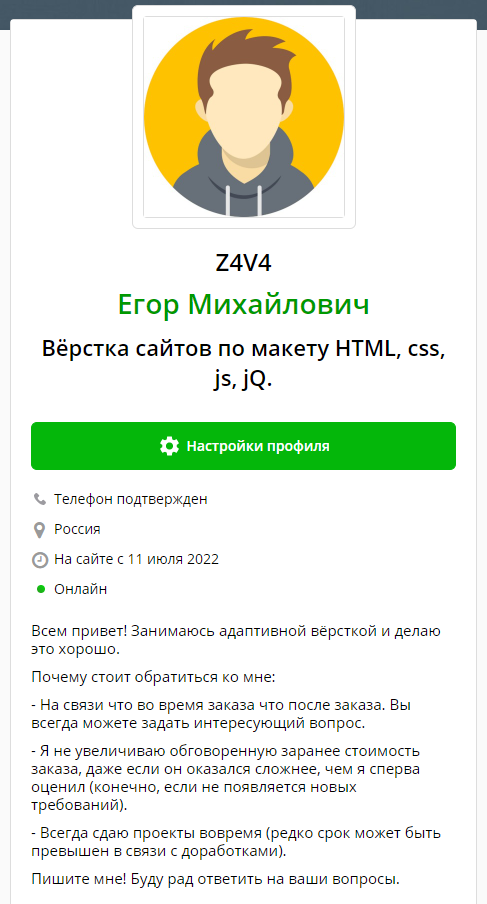 Z4V4
Егор Михайлович
Вёрстка сайтов по макету HTML, css,
js, jQ.
Настройки профиля
Телефон подтвержден
Россия
На сайте с 11 июля 2022
Онлайн
Всем привет! Занимаюсь адаптивной вёрсткой и делаю
это хорошо.
Почему стоит обратиться ко мне:
- На связи что во время заказа что после заказа. Вы
всегда можете задать интересующий вопрос.
- Я не увеличиваю обговоренную заранее стоимость
заказа, даже если он оказался сложнее, чем я сперва
оценил (конечно, если не появляется новых
требований).
- Всегда сдаю проекты вовремя (редко срок может быть
превышен в связи с доработками).
Пишите мне! Буду рад ответить на ваши вопросы.